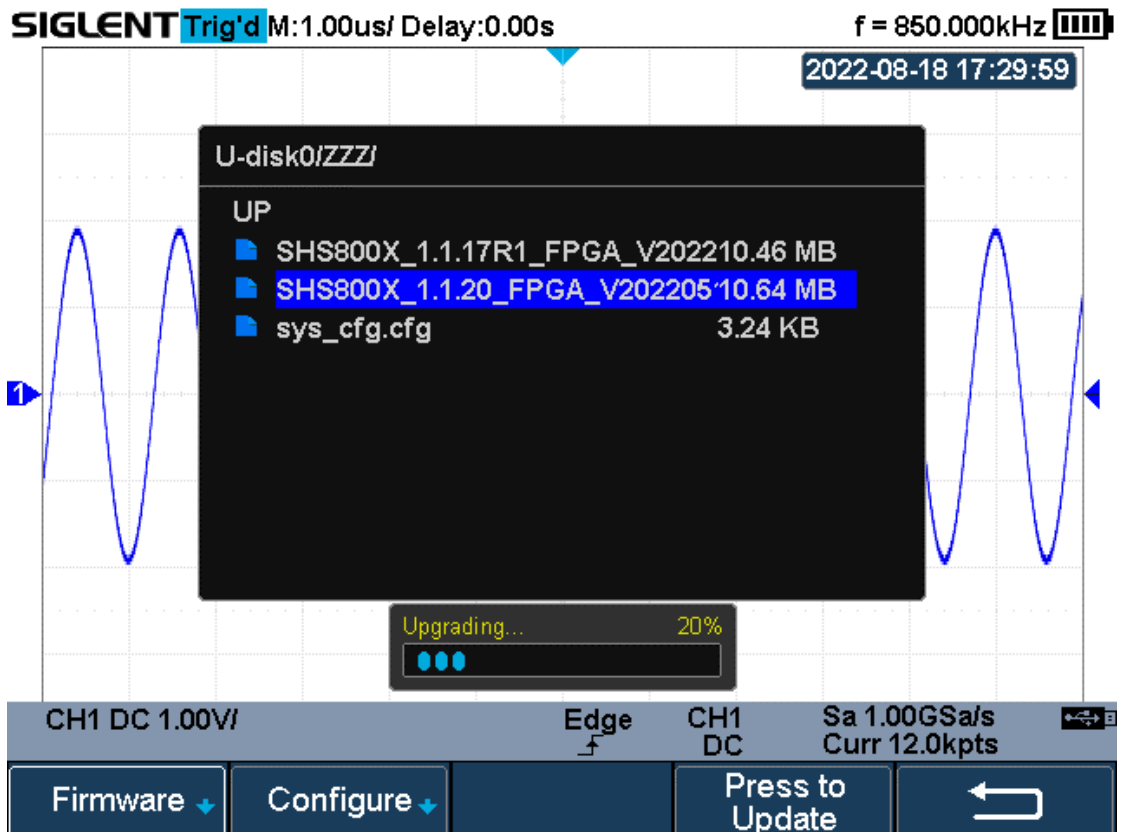 SIGLENT Trig'd M:1.00us/ Delay:0.00s f = 850.000kHz
2022-08-18 17:29:59
U-disk0/ZZZ/
UP
SHS800X_1.1.17R1_FPGA_V202210.46 MB
SHS800X_1.1.20_FPGA_V20220510.64 MB
sys_cfg.cfg 3.24 KB
1
Upgrading... 20%
CH1 DC 1.00V/ Edge CH1 Sa 1.00GSa/s
DC Curr 12.0kpts
Firmware Configure Press to
Update